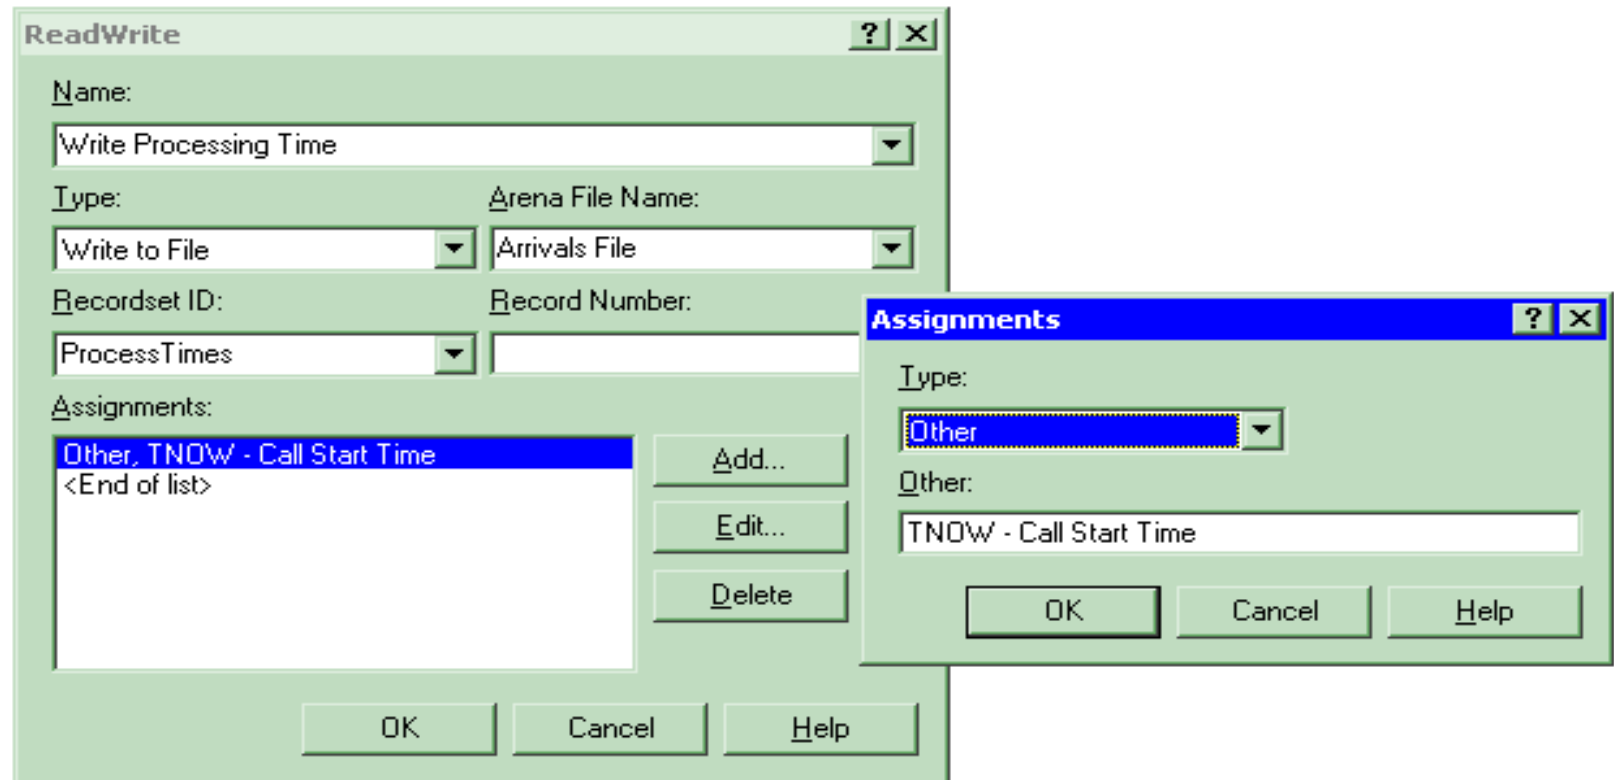 ReadWrite
Name:
Write Processing Time
Type:
Arena File Name:
Write to File
Arrivals File
Recordset ID:
Record Number:
ProcessTimes
Assignments:
Other, TNOW - Call Start Time
<End of list>
Add...
Edit...
Delete
OK
Cancel
Help
Assignments
?
Type:
Other
Other:
TNOW - Call Start Time
OK
Cancel
Help